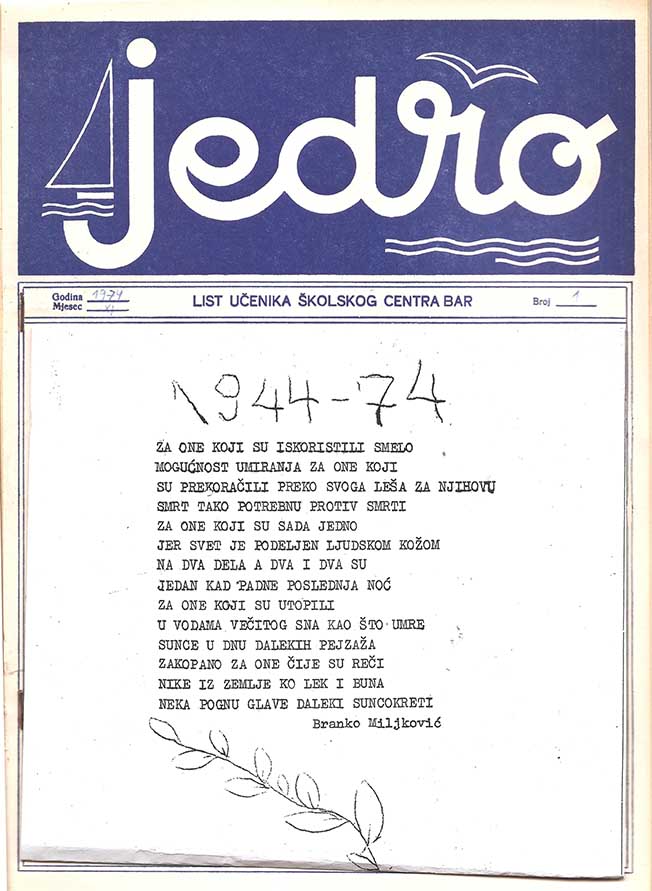 jedro
Godina 1974
Mjesec XI
LIST UČENIKA ŠKOLSKOG CENTRA BAR
Broj 1
1944-74
ZA ONE KOJI SU ISKORISTILI SMELO
MOGUĆNOST UMIRANJA ZA ONE KOJI
SU PREKORAČILI PREKO SVOGA LEŠA ZA NJIHOVU
SMRT TAKO POTREBNU PROTIV SMRTI
ZA ONE KOJI SU SADA JEDNO
JER SVET JE PODELJEN LJUDSKOM KOŽOM
NA DVA DELA A DVA I DVA SU
JEDAN KAD PADNE POSLEDNJA NOĆ
ZA ONE KOJI SU UTOPILI
U VODAMA VEČITOG SNA KAO ŠTO UMRE
SUNCE U DNU DALEKIH PEJZAŽA
ZAKOPANO ZA ONE ČIJE SU REČI
NIKE IZ ZEMLJE KO LEK I BUNA
NEKA POGNU GLAVE DALEKI SUNCOKRETI
Branko Miljković